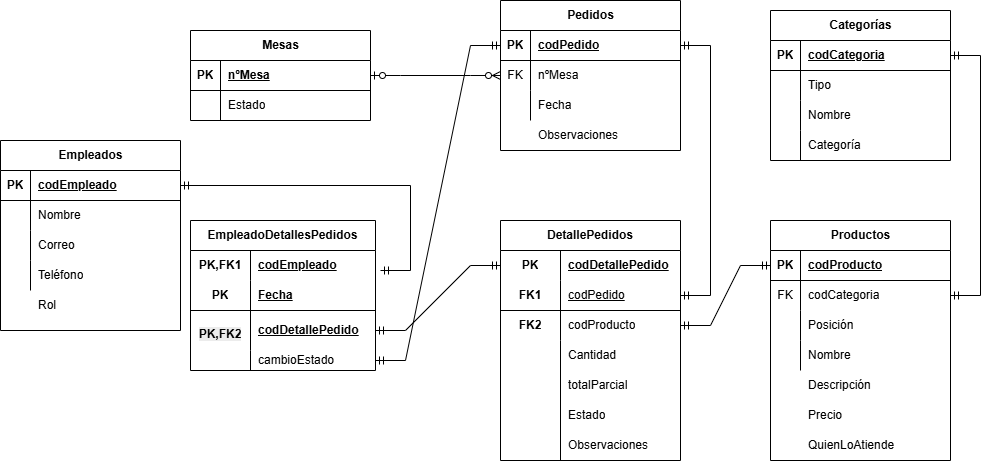 Mesas
PK nºMesa
Estado
Pedidos
PK codPedido
FK nºMesa
Fecha
Observaciones
Categorías
PK codCategoria
Tipo
Nombre
Categoría
Empleados
PK codEmpleado
Nombre
Correo
Teléfono
Rol
EmpleadoDetallesPedidos
PK,FK1 codEmpleado
PK Fecha
PK,FK2 codDetallePedido
cambioEstado
DetallePedidos
PK codDetallePedido
FK1 codPedido
FK2 codProducto
Cantidad
totalParcial
Estado
Observaciones
Productos
PK codProducto
FK codCategoria
Posición
Nombre
Descripción
Precio
QuienLoAtiende